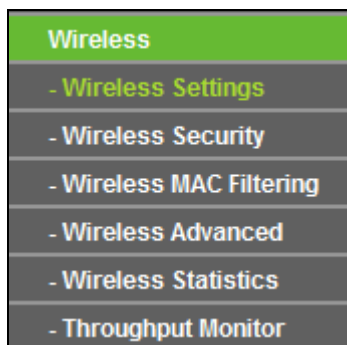 Wireless
- Wireless Settings
- Wireless Security
- Wireless MAC Filtering
- Wireless Advanced
- Wireless Statistics
- Throughput Monitor